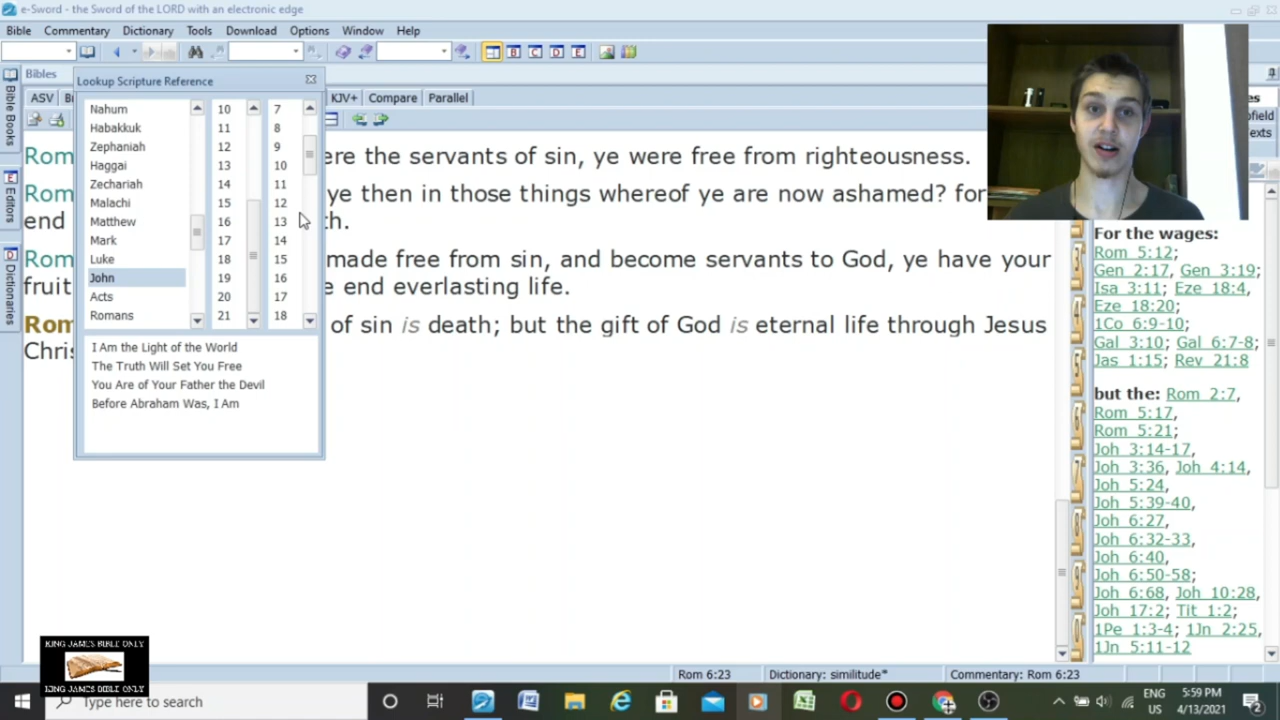 e-Sword - the Sword of the LORD with an electronic edge
Bible Commentary Dictionary Tools Download Options Window Help
B C D E
Bibles
Lookup Scripture Reference
ASV KJV+ Compare Parallel
Bible Books
Editors
Dictionaries
Nahum 10 7
Habakkuk 11 8
Zephaniah 12 9
Haggai 13 10
Zechariah 14 11
Malachi 15 12
Matthew 16 13
Mark 17 14
Luke 18 15
John 19 16
Acts 20 17
Romans 21 18
I Am the Light of the World
The Truth Will Set You Free
You Are of Your Father the Devil
Before Abraham Was, I Am
Rom ere the servants of sin, ye were free from righteousness.
Rom ye then in those things whereof ye are now ashamed? for
end th.
Rom made free from sin, and become servants to God, ye have your
fruit e end everlasting life.
Rom of sin is death; but the gift of God is eternal life through Jesus
Chris
For the wages:
Rom 5:12;
Gen 2:17, Gen 3:19;
Isa 3:11; Eze 18:4,
Eze 18:20;
1Co 6:9-10;
Gal 3:10; Gal 6:7-8;
Jas 1:15; Rev 21:8
but the: Rom 2:7,
Rom 5:17,
Rom 5:21;
Joh 3:14-17,
Joh 3:36, Joh 4:14,
Joh 5:24,
Joh 5:39-40,
Joh 6:27,
Joh 6:32-33,
Joh 6:40,
Joh 6:50-58;
Joh 6:68, Joh 10:28,
Joh 17:2; Tit 1:2;
1Pe 1:3-4; 1Jn 2:25,
1Jn 5:11-12
KING JAMES BIBLE ONLY
KING JAMES BIBLE ONLY
Rom 6:23 Dictionary: similitude* Commentary: Rom 6:23
Type here to search
ENG
US
5:59 PM
4/13/2021
2